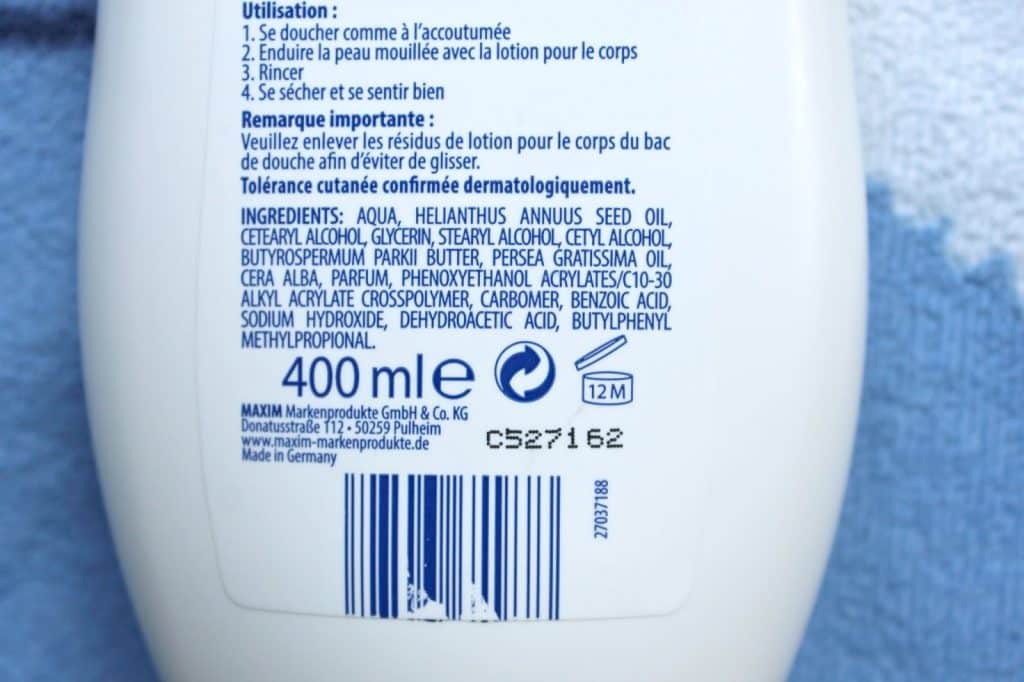 Utilisation :
1. Se doucher comme à l'accoutumée
2. Enduire la peau mouillée avec la lotion pour le corps
3. Rincer
4. Se sécher et se sentir bien
Remarque importante :
Veuillez enlever les résidus de lotion pour le corps du bac
de douche afin d'éviter de glisser.
Tolérance cutanée confirmée dermatologiquement.
INGREDIENTS: AQUA, HELIANTHUS ANNUUS SEED OIL,
CETEARYL ALCOHOL, GLYCERIN, STEARYL ALCOHOL, CETYL ALCOHOL,
BUTYROSPERMUM PARKII BUTTER, PERSEA GRATISSIMA OIL,
CERA ALBA, PARFUM, PHENOXYETHANOL ACRYLATES/C10-30
ALKYL ACRYLATE CROSSPOLYMER, CARBOMER, BENZOIC ACID,
SODIUM HYDROXIDE, DEHYDROACETIC ACID, BUTYLPHENYL
METHYLPROPIONAL.
400 ml e
12 M
MAXIM Markenprodukte GmbH & Co. KG
Donatusstraße 112 • 50259 Pulheim
www.maxim-markenprodukte.de
Made in Germany
C527162
27037188